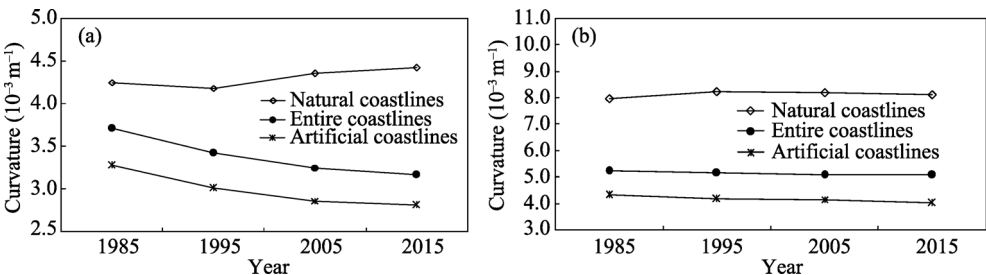 (a)
Curvature (10⁻³ m⁻¹)
5.0
4.5
4.0
3.5
3.0
2.5
Natural coastlines
Entire coastlines
Artificial coastlines
1985 1995 2005 2015
Year
(b)
Curvature (10⁻³ m⁻¹)
11.0
10.0
9.0
8.0
7.0
6.0
5.0
4.0
3.0
Natural coastlines
Entire coastlines
Artificial coastlines
1985 1995 2005 2015
Year